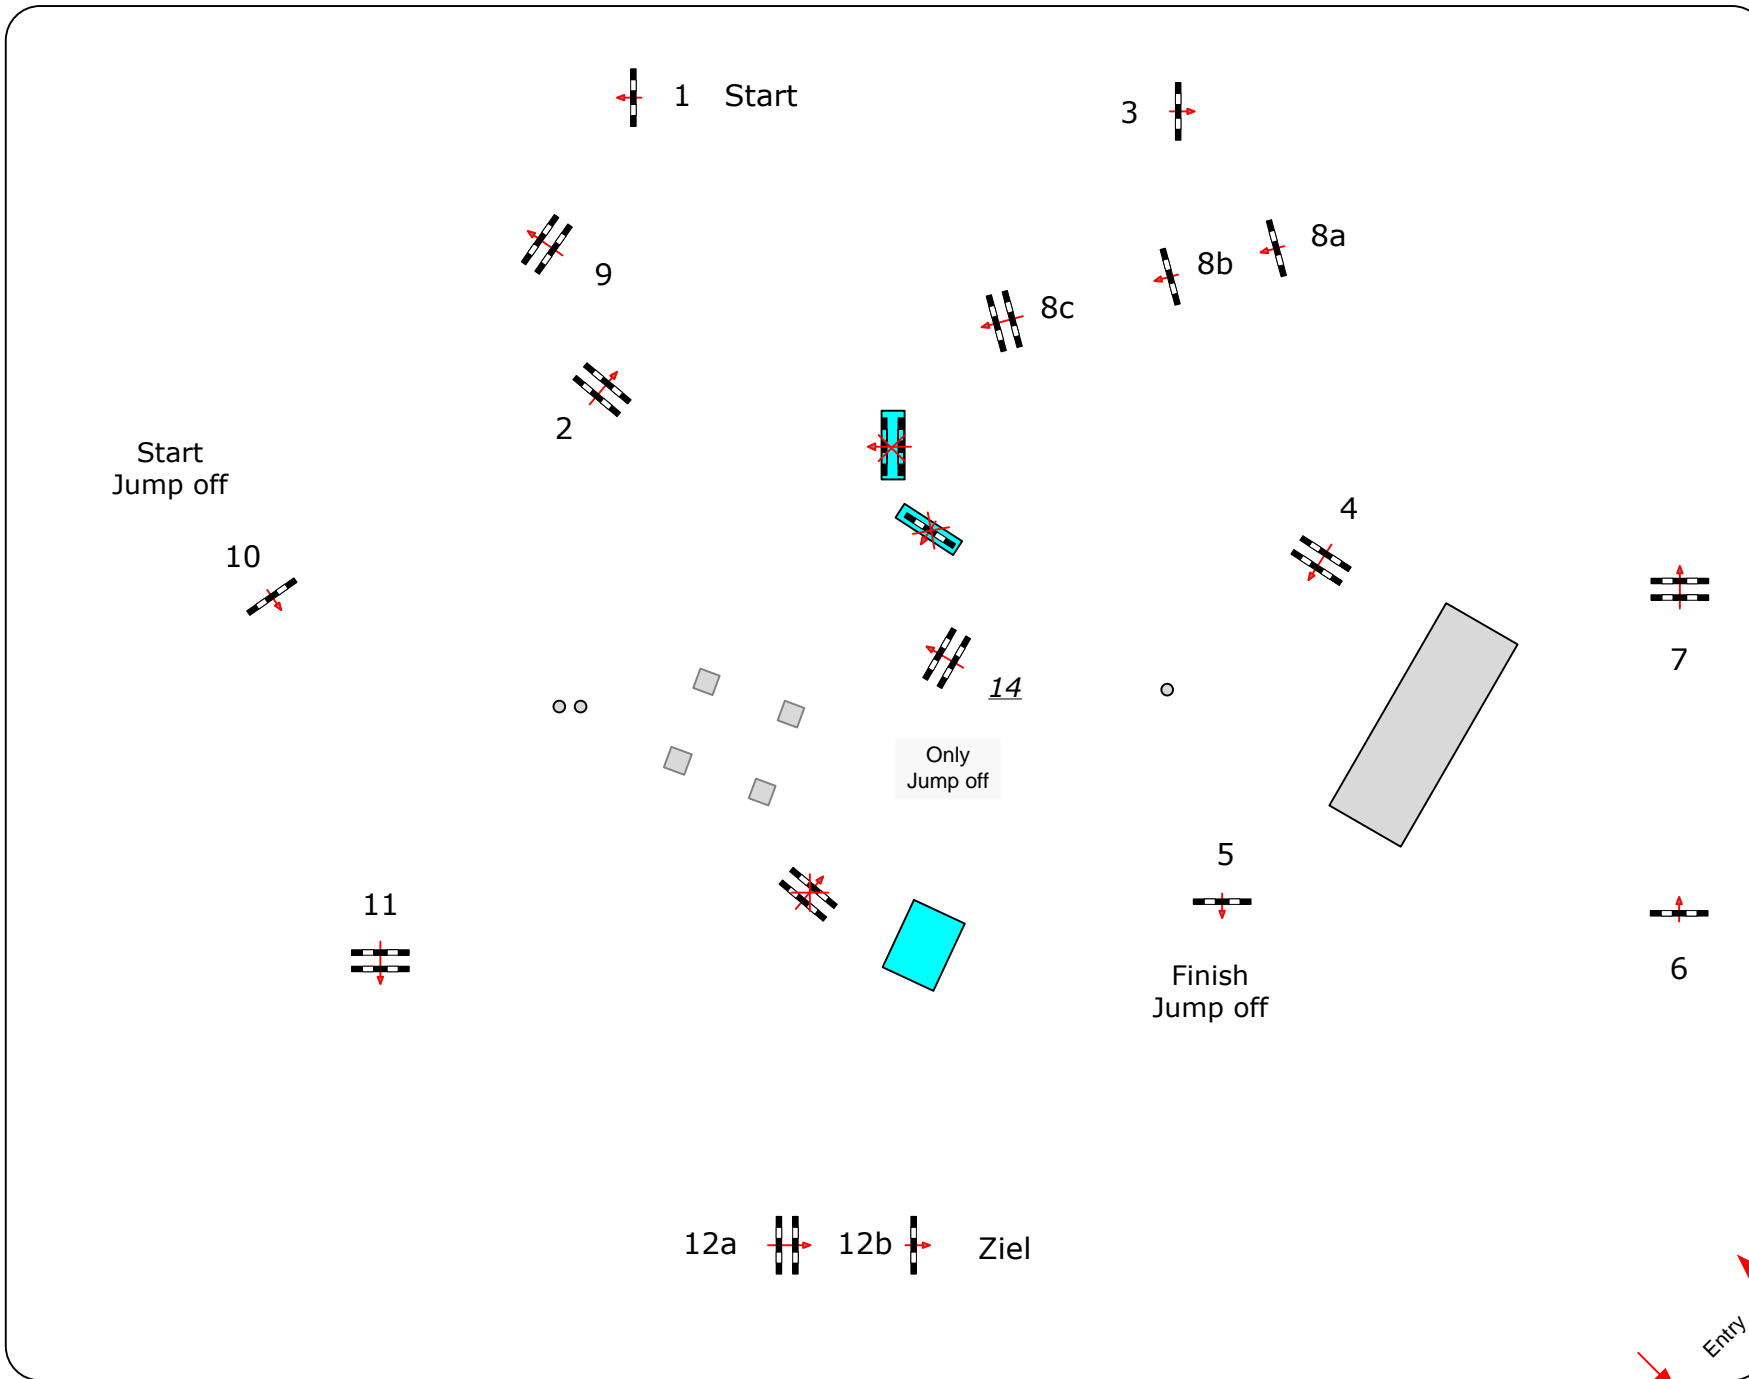 1 Start
3
8a
8b
9
8c
2
Start
Jump off
4
10
7
14
Only
Jump off
5
11
6
Finish
Jump off
12a 12b Ziel
Entry